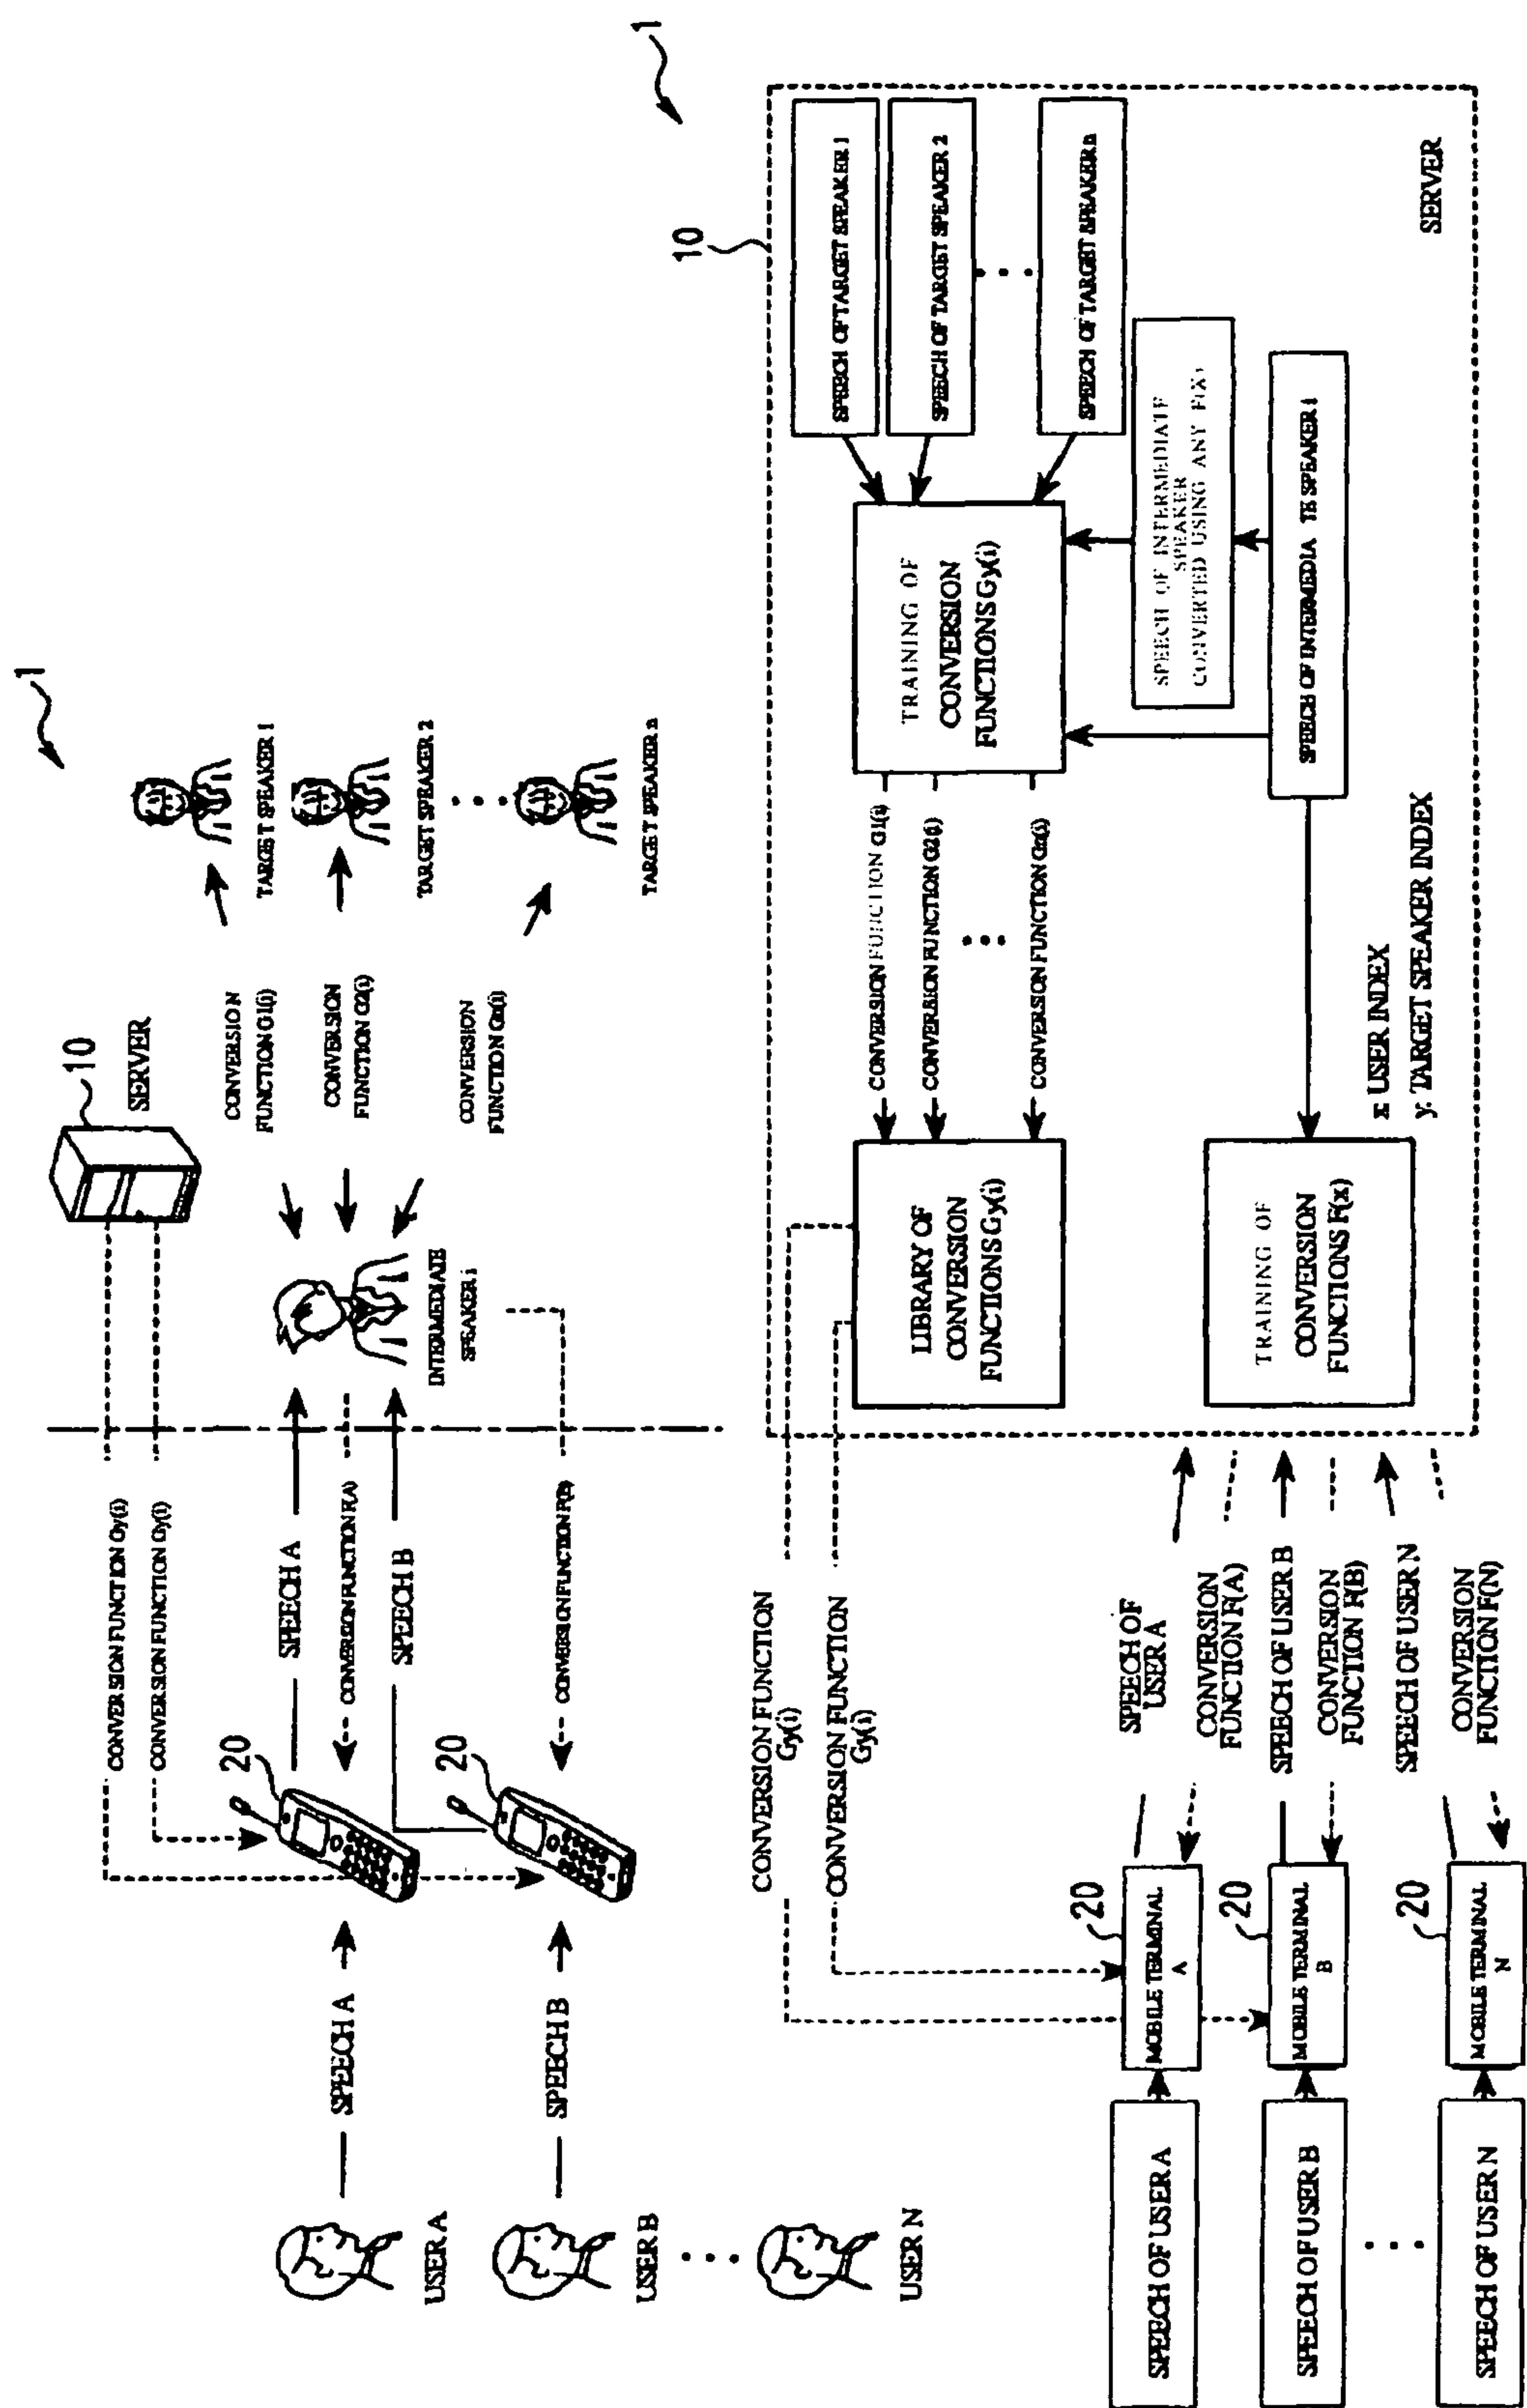 1
10
SERVER
CONVERSION FUNCTION Gy(i)
CONVERSION FUNCTION Gy(i)
CONVERSION
FUNCTION G1(i)
TARGET SPEAKER 1
CONVERSION
FUNCTION G2(i)
TARGET SPEAKER 2
CONVERSION
FUNCTION Gn(i)
TARGET SPEAKER n
USER A
SPEECH A
20
SPEECH A
CONVERSION FUNCTION F(A)
SPEECH B
INTERMEDIATE
SPEAKER i
USER B
SPEECH B
20
CONVERSION FUNCTION F(B)
USER N
1
10
SERVER
CONVERSION FUNCTION
Gy(i)
CONVERSION FUNCTION
Gy(i)
LIBRARY OF
CONVERSION
FUNCTIONS Gy(i)
CONVERSION FUNCTION G1(i)
CONVERSION FUNCTION G2(i)
CONVERSION FUNCTION Gn(i)
TRAINING OF
CONVERSION
FUNCTIONS Gy(i)
SPEECH OF TARGET SPEAKER 1
SPEECH OF TARGET SPEAKER 2
SPEECH OF TARGET SPEAKER n
SPEECH OF INTERMEDIATE
SPEAKER
CONVERTED USING ANY F(X)
SPEECH OF INTERMEDIA TE SPEAKER i
TRAINING OF
CONVERSION
FUNCTIONS F(x)
x: USER INDEX
y: TARGET SPEAKER INDEX
SPEECH OF USER A
20
MOBILE TERMINAL
A
SPEECH OF
USER A
CONVERSION
FUNCTION F(A)
SPEECH OF USER B
20
MOBILE TERMINAL
B
SPEECH OF USER B
CONVERSION
FUNCTION F(B)
SPEECH OF USER N
20
MOBILE TERMINAL
N
SPEECH OF USER N
CONVERSION
FUNCTION F(N)